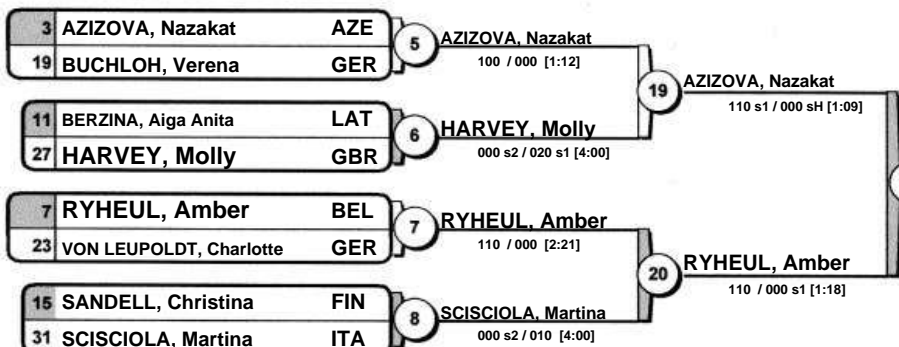 3 AZIZOVA, Nazakat AZE
19 BUCHLOH, Verena GER
5
AZIZOVA, Nazakat
100 / 000 [1:12]
11 BERZINA, Aiga Anita LAT
27 HARVEY, Molly GBR
6
HARVEY, Molly
000 s2 / 020 s1 [4:00]
19
AZIZOVA, Nazakat
110 s1 / 000 sH [1:09]
7 RYHEUL, Amber BEL
23 VON LEUPOLDT, Charlotte GER
7
RYHEUL, Amber
110 / 000 [2:21]
15 SANDELL, Christina FIN
31 SCISCIOLA, Martina ITA
8
SCISCIOLA, Martina
000 s2 / 010 [4:00]
20
RYHEUL, Amber
110 / 000 s1 [1:18]